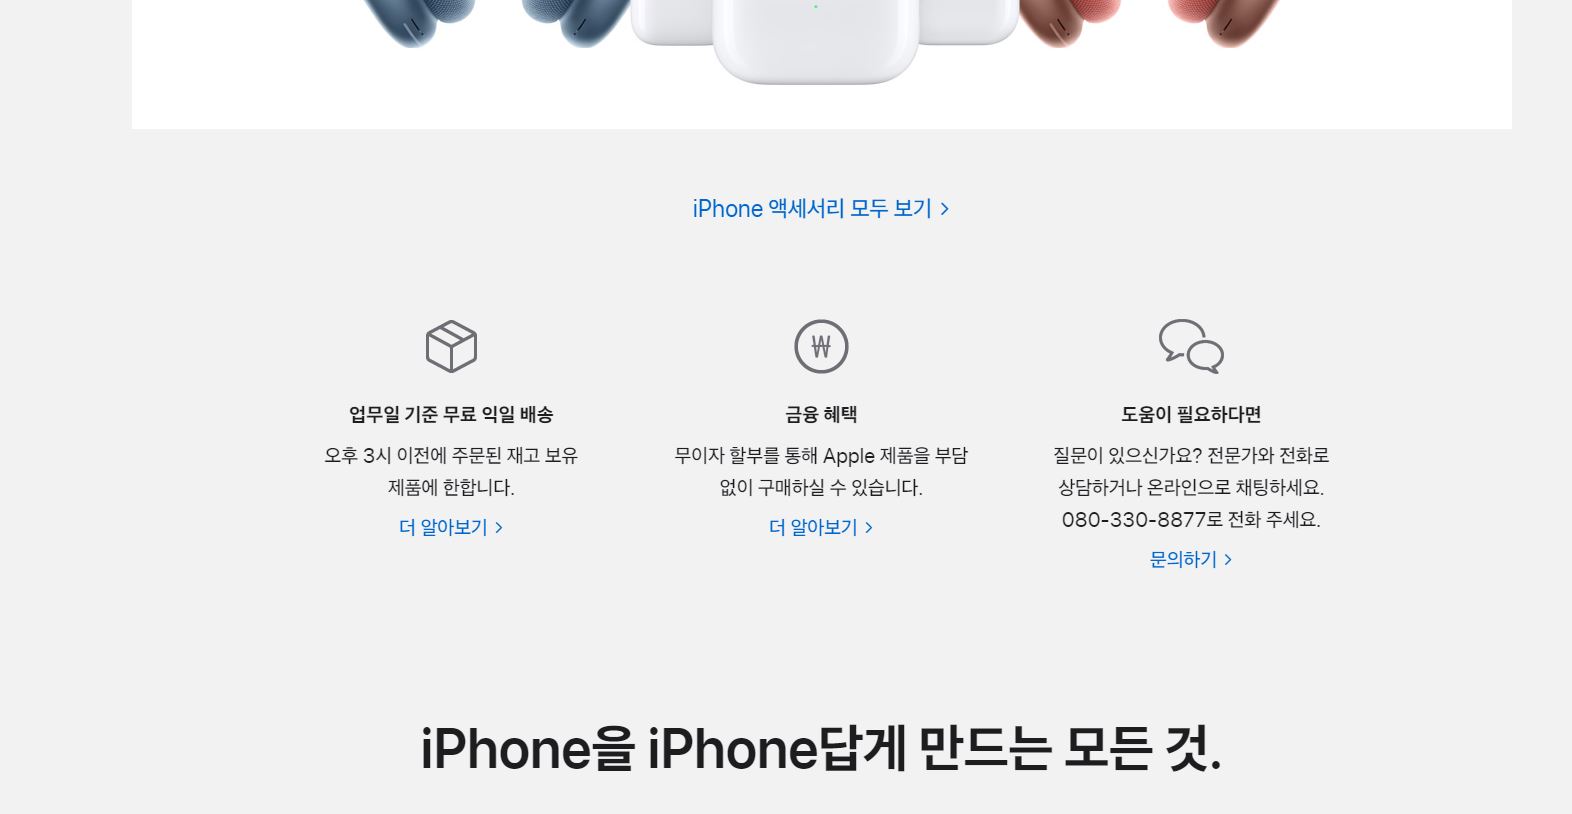 iPhone 액세서리 모두 보기 >
업무일 기준 무료 익일 배송
오후 3시 이전에 주문된 재고 보유
제품에 한합니다.
더 알아보기 >
₩
금융 혜택
무이자 할부를 통해 Apple 제품을 부담
없이 구매하실 수 있습니다.
더 알아보기 >
도움이 필요하다면
질문이 있으신가요? 전문가와 전화로
상담하거나 온라인으로 채팅하세요.
080-330-8877로 전화 주세요.
문의하기 >
iPhone을 iPhone답게 만드는 모든 것.